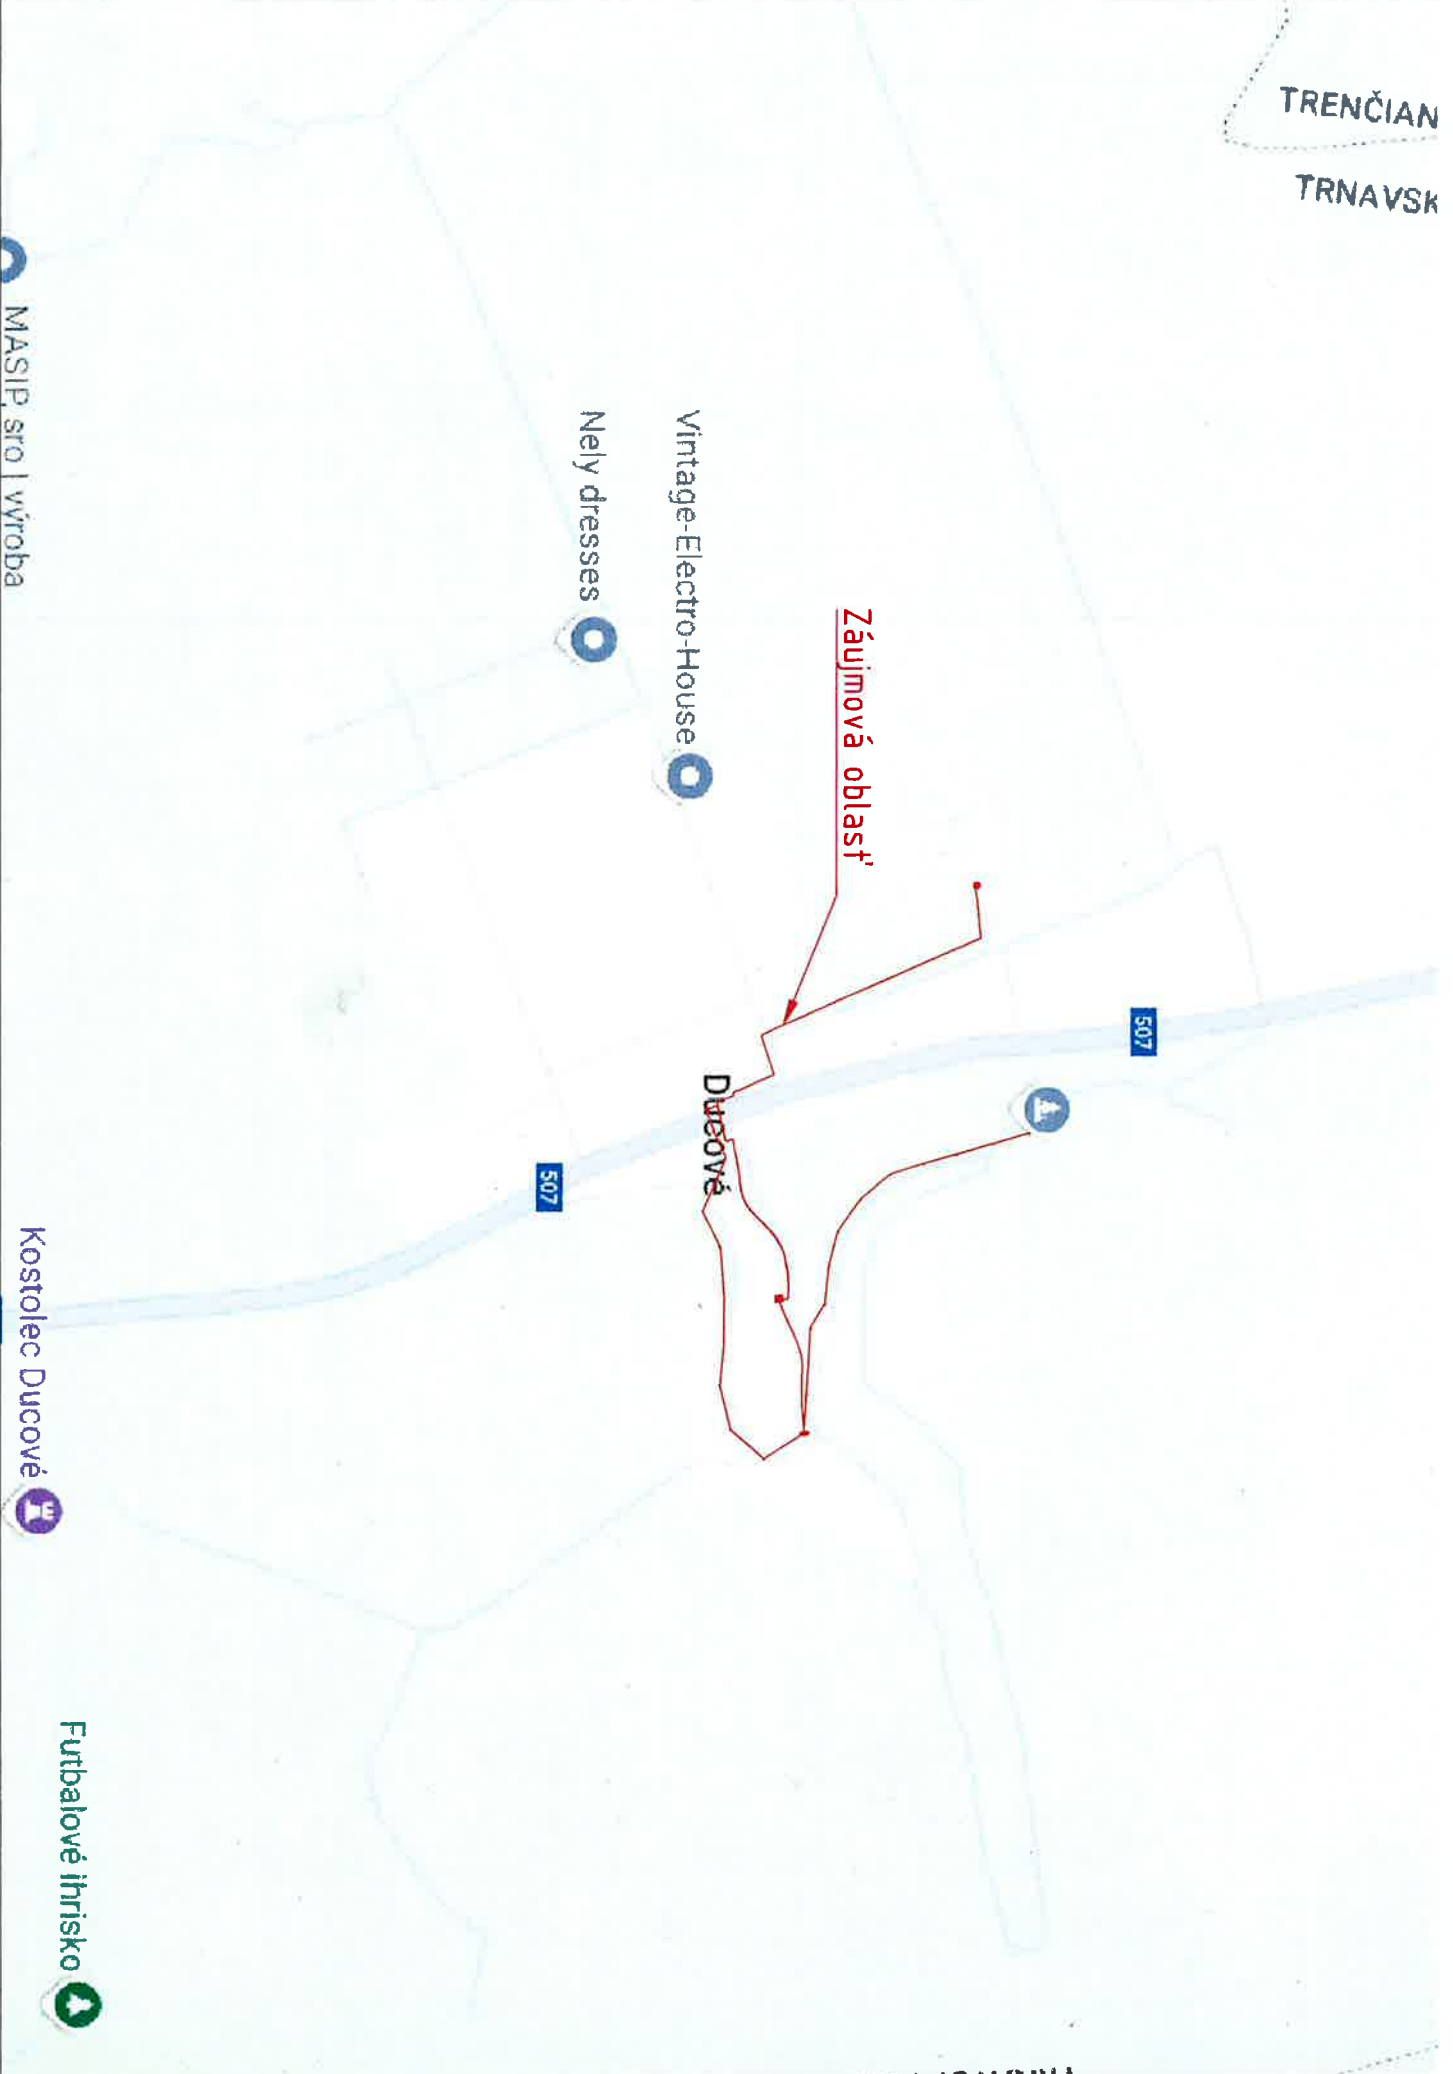 TRENČIAN
TRNAVSK
507
Záujmová oblasť
Vintage-Electro-House
Nely dresses
Ducové
507
MASIP, sro | výroba
Kostolec Ducové
Futbalové ihrisko